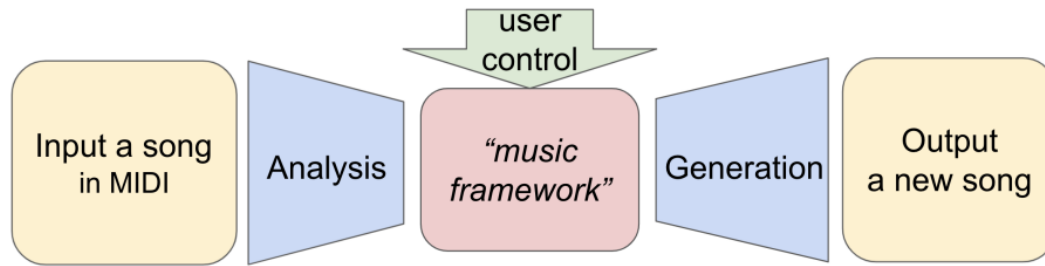 user
control
Input a song
in MIDI
Analysis
“music
framework”
Generation
Output
a new song